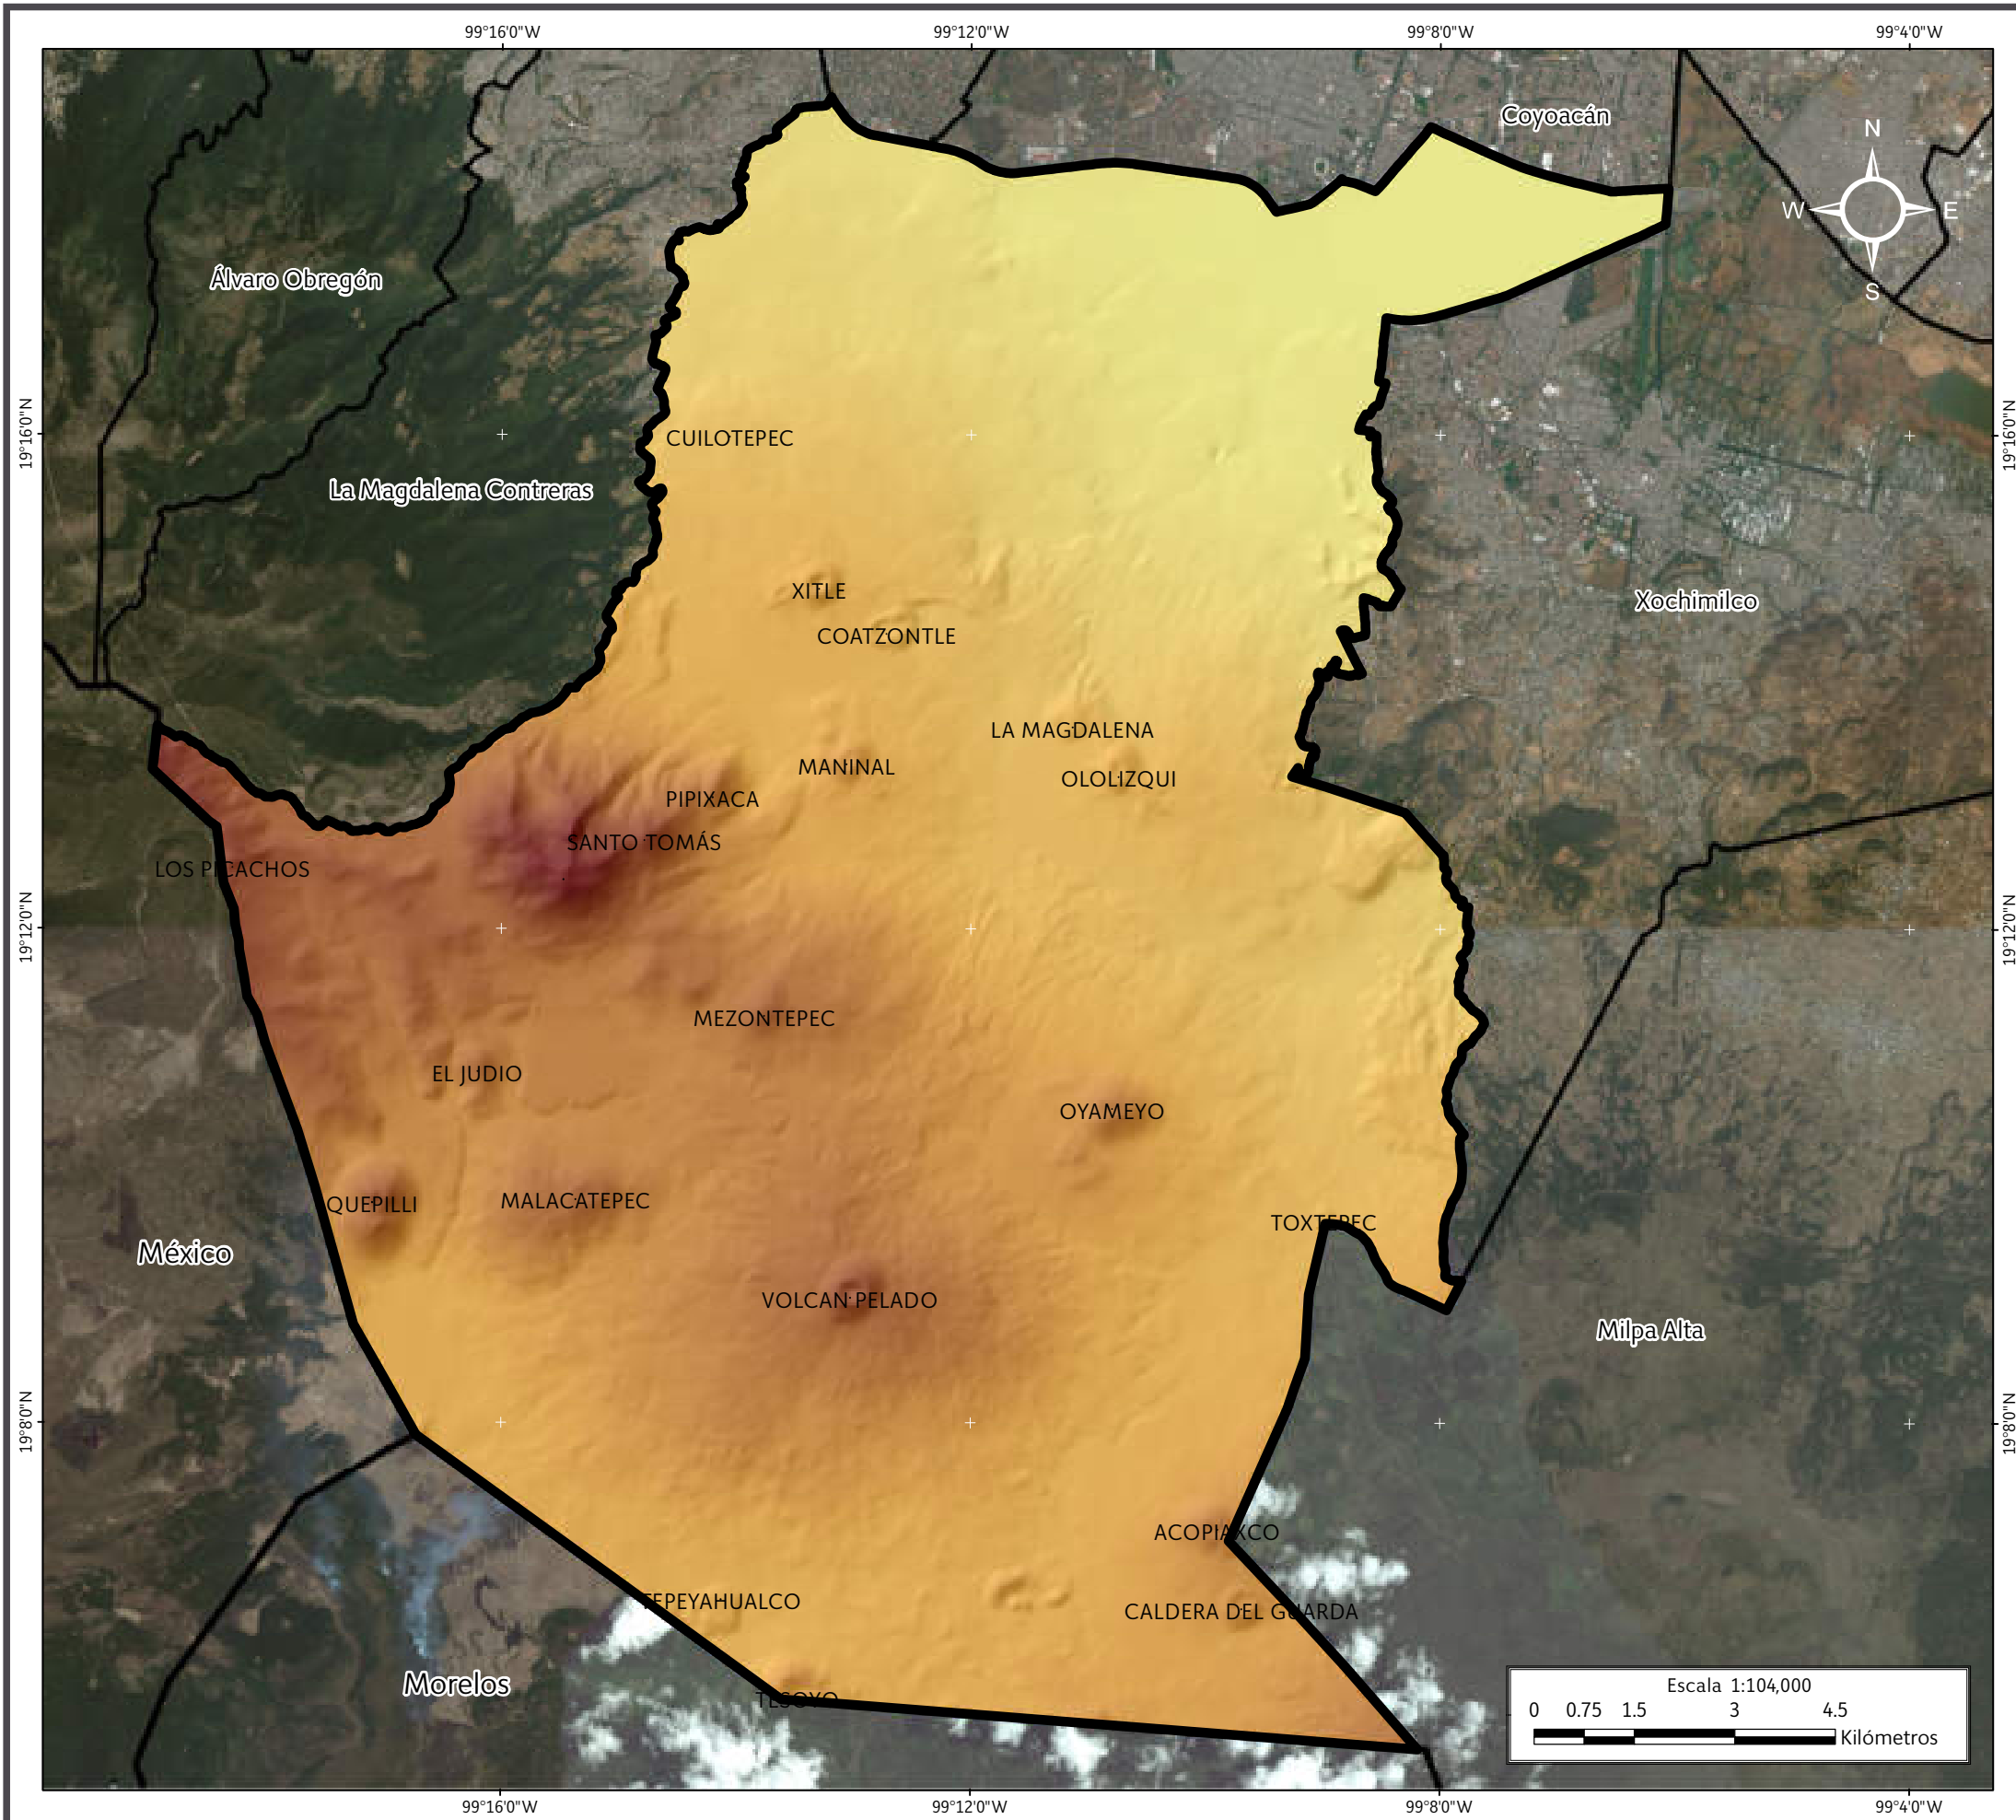 99°16'0"W
99°12'0"W
99°8'0"W
99°4'0"W
Coyoacán
N
W
E
S
Álvaro Obregón
19°16'0"N
19°16'0"N
CUILOTEPEC
La Magdalena Contreras
XITLE
Xochimilco
COATZONTLE
LA MAGDALENA
MANINAL
OLOLIZQUI
PIPIXACA
SANTO TOMÁS
LOS PICACHOS
19°12'0"N
19°12'0"N
MEZONTEPEC
EL JUDIO
OYAMEYO
QUEPILLI
MALACATEPEC
TOXTEPEC
México
VOLCAN PELADO
Milpa Alta
19°8'0"N
19°8'0"N
ACOPIAXCO
TEPEYAHUALCO
CALDERA DEL GUARDA
Morelos
TESOYO
Escala 1:104,000
0 0.75 1.5 3 4.5
Kilómetros
99°16'0"W
99°12'0"W
99°8'0"W
99°4'0"W